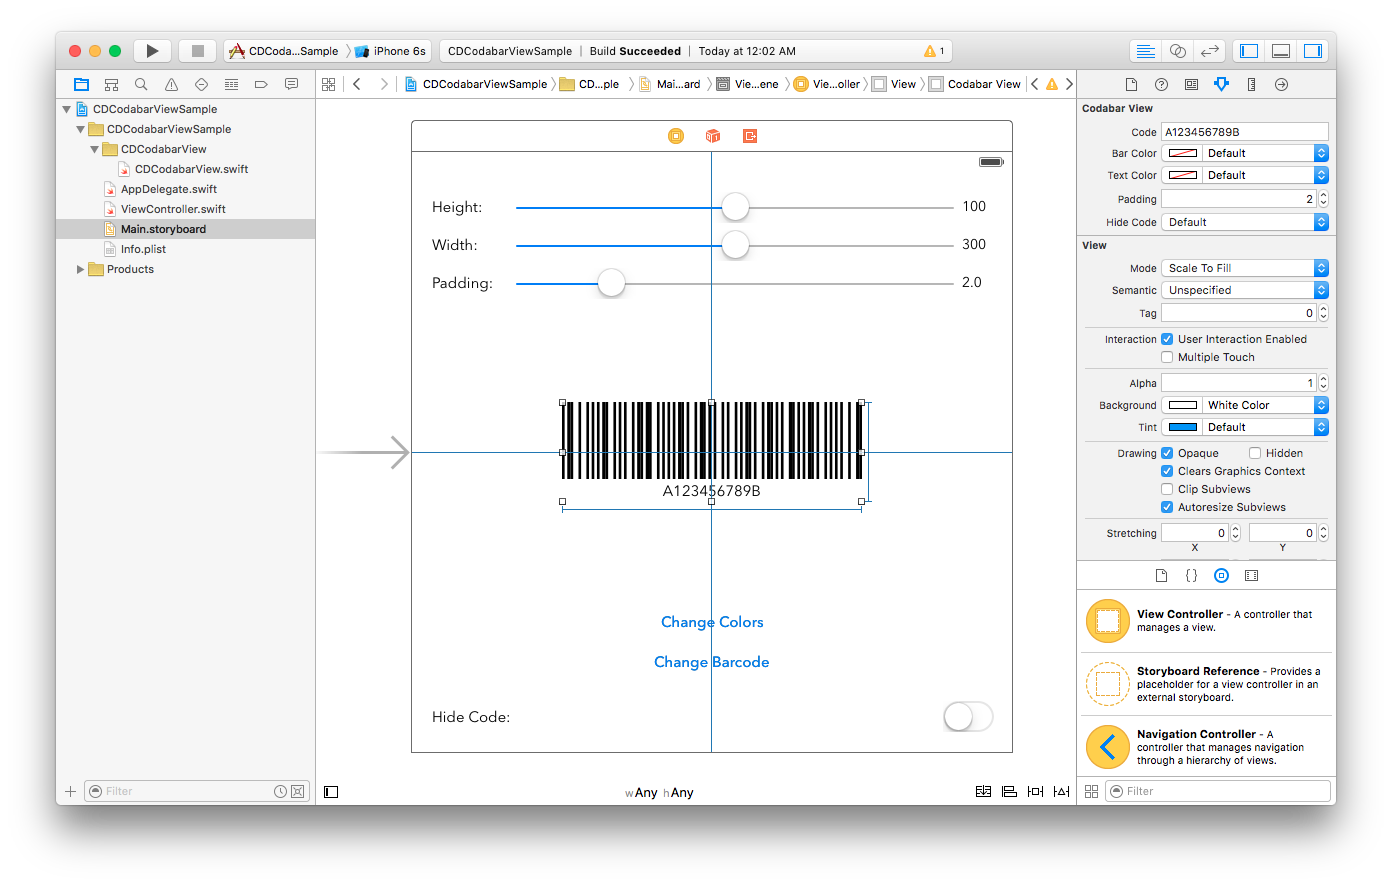 CDCoda...Sample
iPhone 6s
CDCodabarViewSample | Build Succeeded | Today at 12:02 AM
1
CDCodabarViewSample
CD...ple
Mai...ard
Vie...ene
Vie...oller
View
Codabar View
CDCodabarViewSample
CDCodabarViewSample
CDCodabarView
CDCodabarView.swift
AppDelegate.swift
ViewController.swift
Main.storyboard
Info.plist
Products
Filter
Height:
100
Width:
300
Padding:
2.0
A123456789B
Change Colors
Change Barcode
Hide Code:
wAny hAny
Codabar View
Code A123456789B
Bar Color Default
Text Color Default
Padding 2
Hide Code Default
View
Mode Scale To Fill
Semantic Unspecified
Tag 0
Interaction User Interaction Enabled
Multiple Touch
Alpha 1
Background White Color
Tint Default
Drawing Opaque Hidden
Clears Graphics Context
Clip Subviews
Autoresize Subviews
Stretching 0 0
X Y
{ }
View Controller - A controller that
manages a view.
Storyboard Reference - Provides a
placeholder for a view controller in an
external storyboard.
Navigation Controller - A
controller that manages navigation
through a hierarchy of views.
Filter